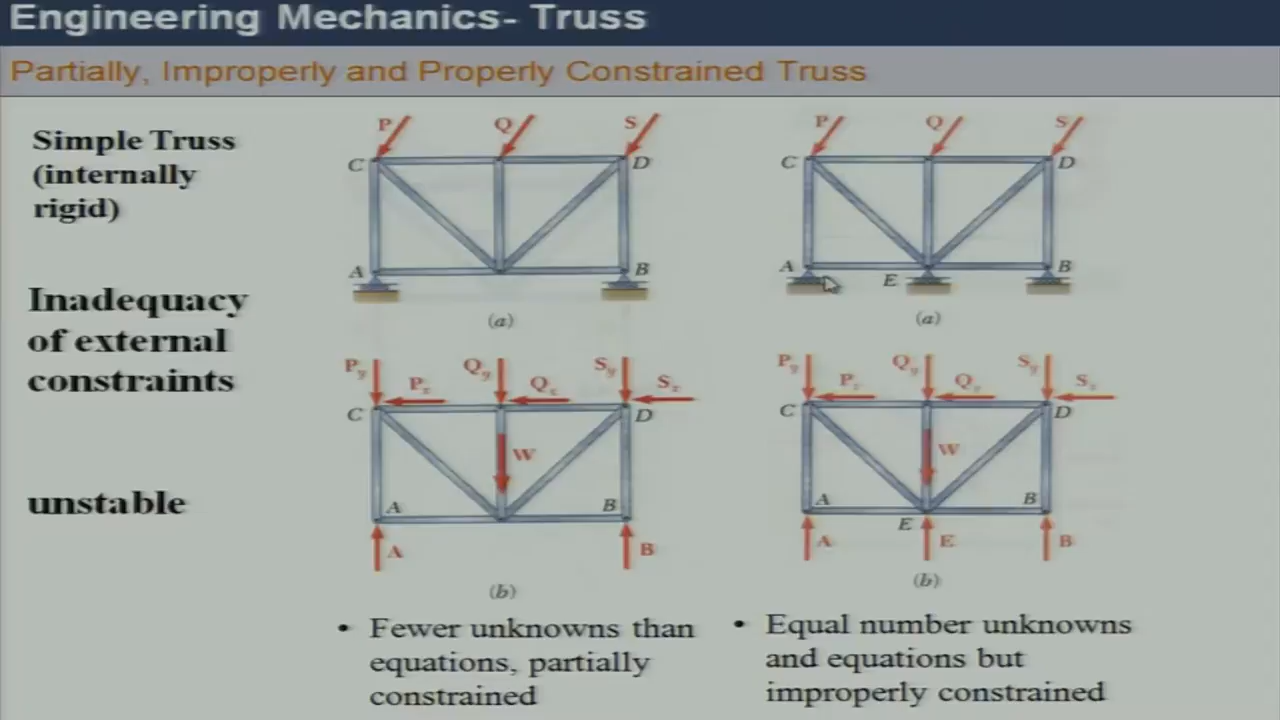 Engineering Mechanics- Truss
Partially, Improperly and Properly Constrained Truss
Simple Truss
(internally
rigid)
Inadequacy
of external
constraints
unstable
P Q S
C D
A B
(a)
P Q S
C D
A E B
(a)
Py Px Qy Qx Sy Sx
C D
W
A B
A B
(b)
Py Px Qy Qx Sy Sx
C D
W
A B
E
A E B
(b)
• Fewer unknowns than
equations, partially
constrained
• Equal number unknowns
and equations but
improperly constrained